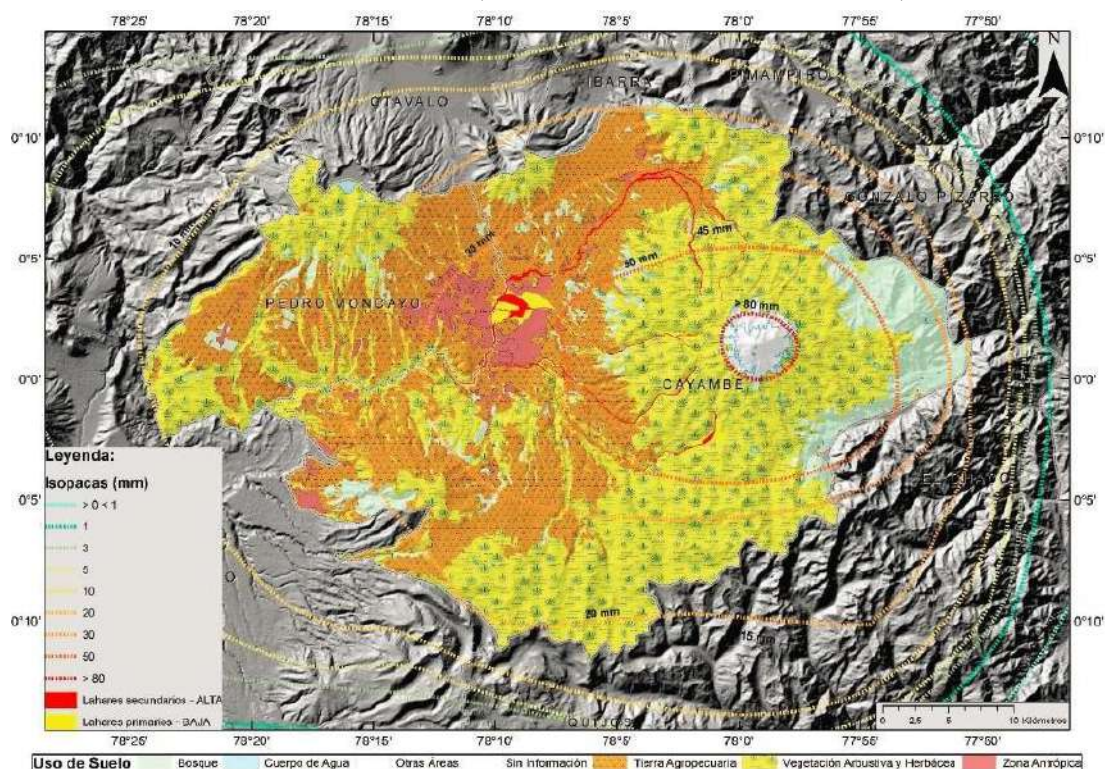 78°25' 78°20' 78°15' 78°10' 78°5' 78°0' 77°55' 77°50'
N
IBARRA
PIMAMPIRO
OTAVALO
0°10' 0°10'
GONZALO PIZARRO
45 mm
0°5' 50 mm 0°5'
PEDRO MONCAYO
> 80 mm
0°0' CAYAMBE 0°0'
Leyenda:
Isopacas (mm)
> 0 < 1
1
3
5
10
20
30
50
> 80
Lahares secundarios - ALTA
Lahares primarios - BAJA
0°5' 0°5'
0°10' 15 mm 0°10'
QUIJOS
0 2,5 5 10 Kilómetros
78°25' 78°20' 78°15' 78°10' 78°5' 78°0' 77°55' 77°50'
Uso de Suelo Bosque Cuerpo de Agua Otras Áreas Sin Información Tierra Agropecuaria Vegetación Arbustiva y Herbácea Zona Antrópica